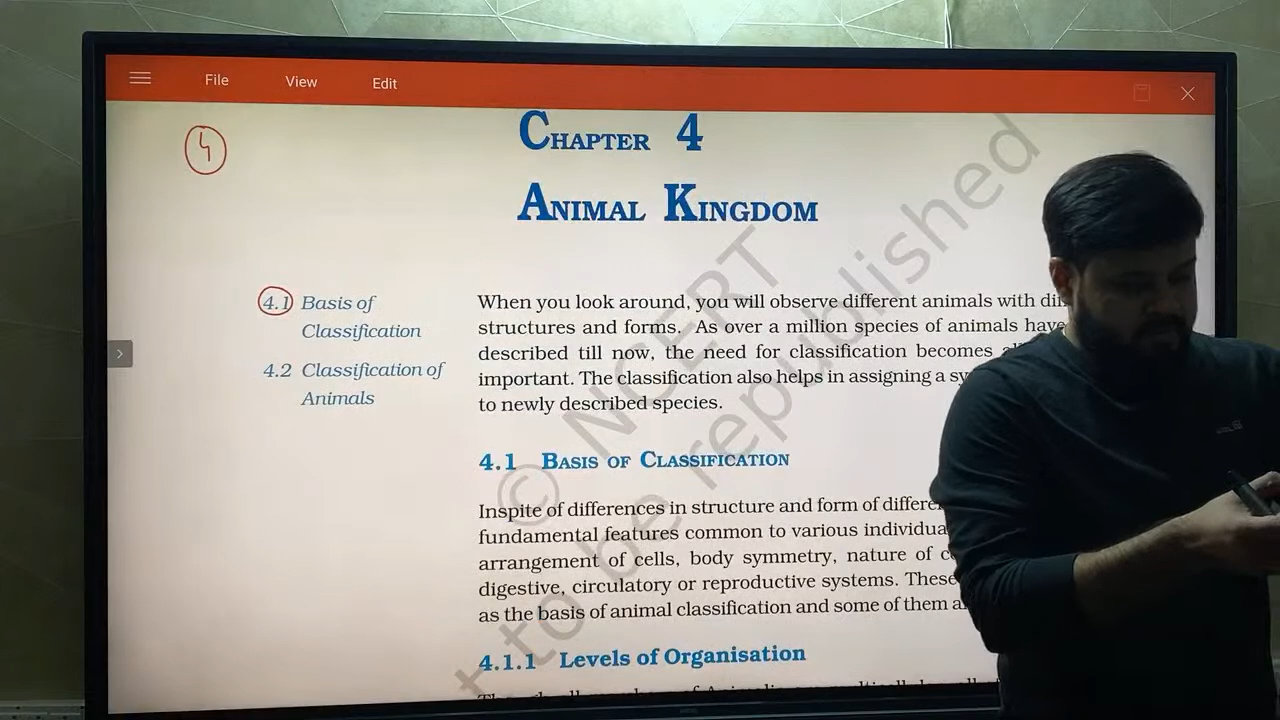 File View Edit
4
CHAPTER 4
ANIMAL KINGDOM
4.1 Basis of
Classification
4.2 Classification of
Animals
When you look around, you will observe different animals with
structures and forms. As over a million species of animals have
described till now, the need for classification becomes
important. The classification also helps in assigning a
to newly described species.
4.1 BASIS OF CLASSIFICATION
Inspite of differences in structure and form of
fundamental features common to various
arrangement of cells, body symmetry, nature of
digestive, circulatory or reproductive systems. These
as the basis of animal classification and some of them
4.1.1 Levels of Organisation
© NCERT
to be republished